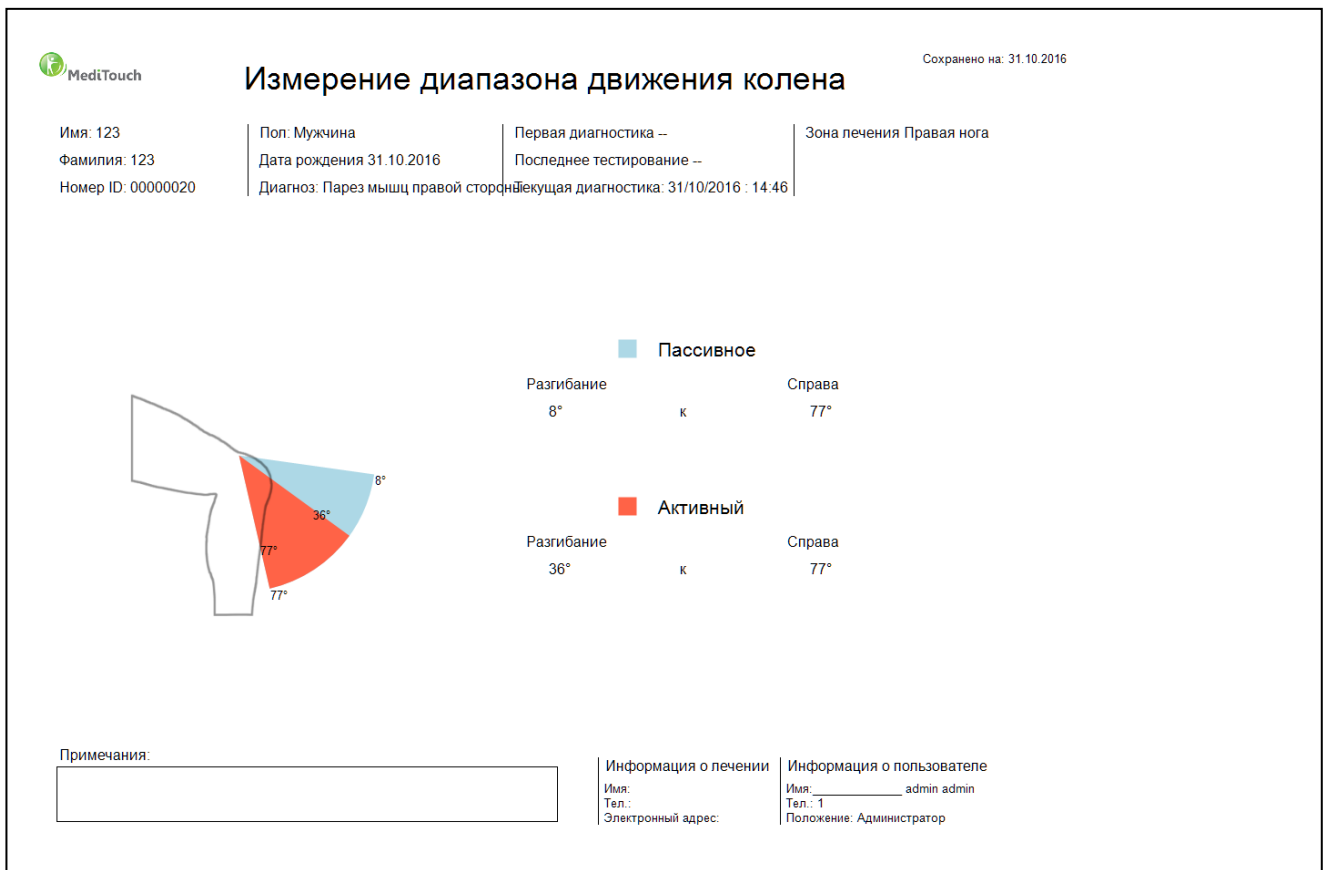 MediTouch
Измерение диапазона движения колена
Сохранено на: 31.10.2016
Имя: 123
Фамилия: 123
Номер ID: 00000020
Пол: Мужчина
Дата рождения 31.10.2016
Диагноз: Парез мышц правой стороны
Первая диагностика --
Последнее тестирование --
Текущая диагностика: 31/10/2016 : 14:46
Зона лечения Правая нога
Пассивное
Разгибание Справа
8° к 77°
8°
36°
77°
77°
Активный
Разгибание Справа
36° к 77°
Примечания:
Информация о лечении
Имя:
Тел.:
Электронный адрес:
Информация о пользователе
Имя:______________ admin admin
Тел.: 1
Положение: Администратор